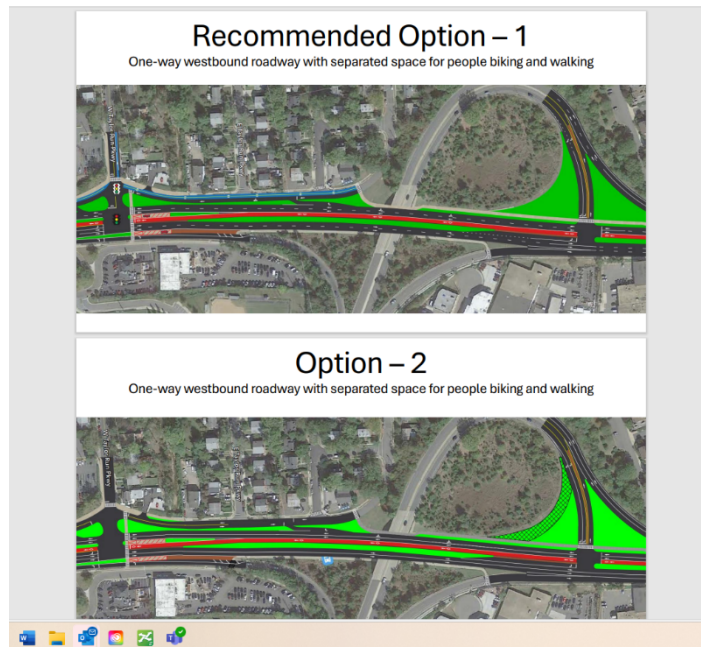 Recommended Option – 1
One-way westbound roadway with separated space for people biking and walking
Option – 2
One-way westbound roadway with separated space for people biking and walking